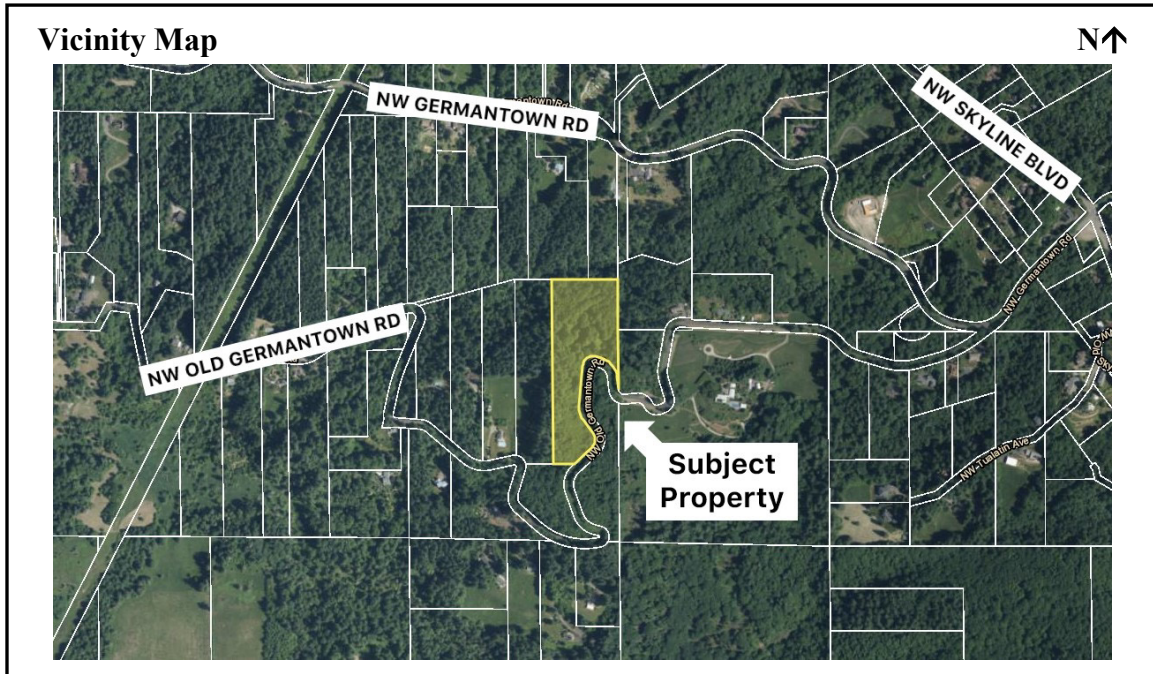 Vicinity Map
N↑
NW GERMANTOWN RD
NW SKYLINE BLVD
NW Germantown Rd
NW OLD GERMANTOWN RD
NW Old Germantown Rd
Subject
Property
NW Tualatin Ave